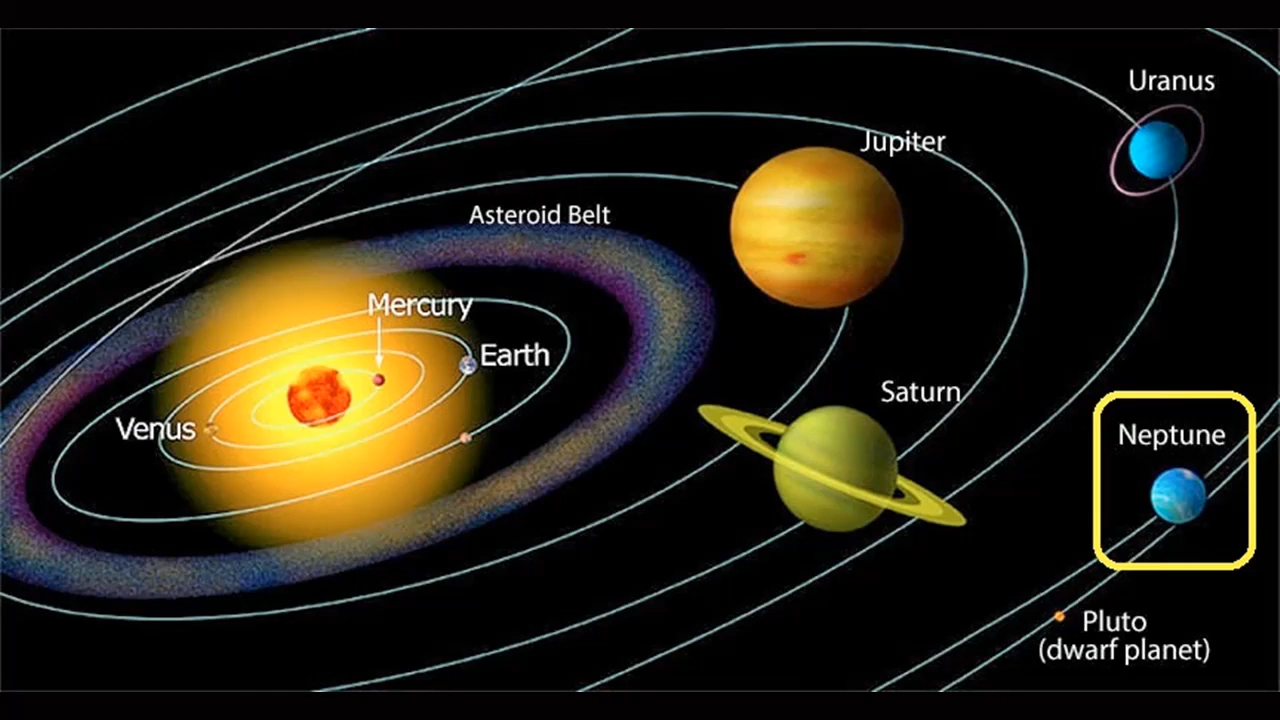 Uranus
Jupiter
Asteroid Belt
Mercury
Earth
Saturn
Venus
Neptune
Pluto
(dwarf planet)